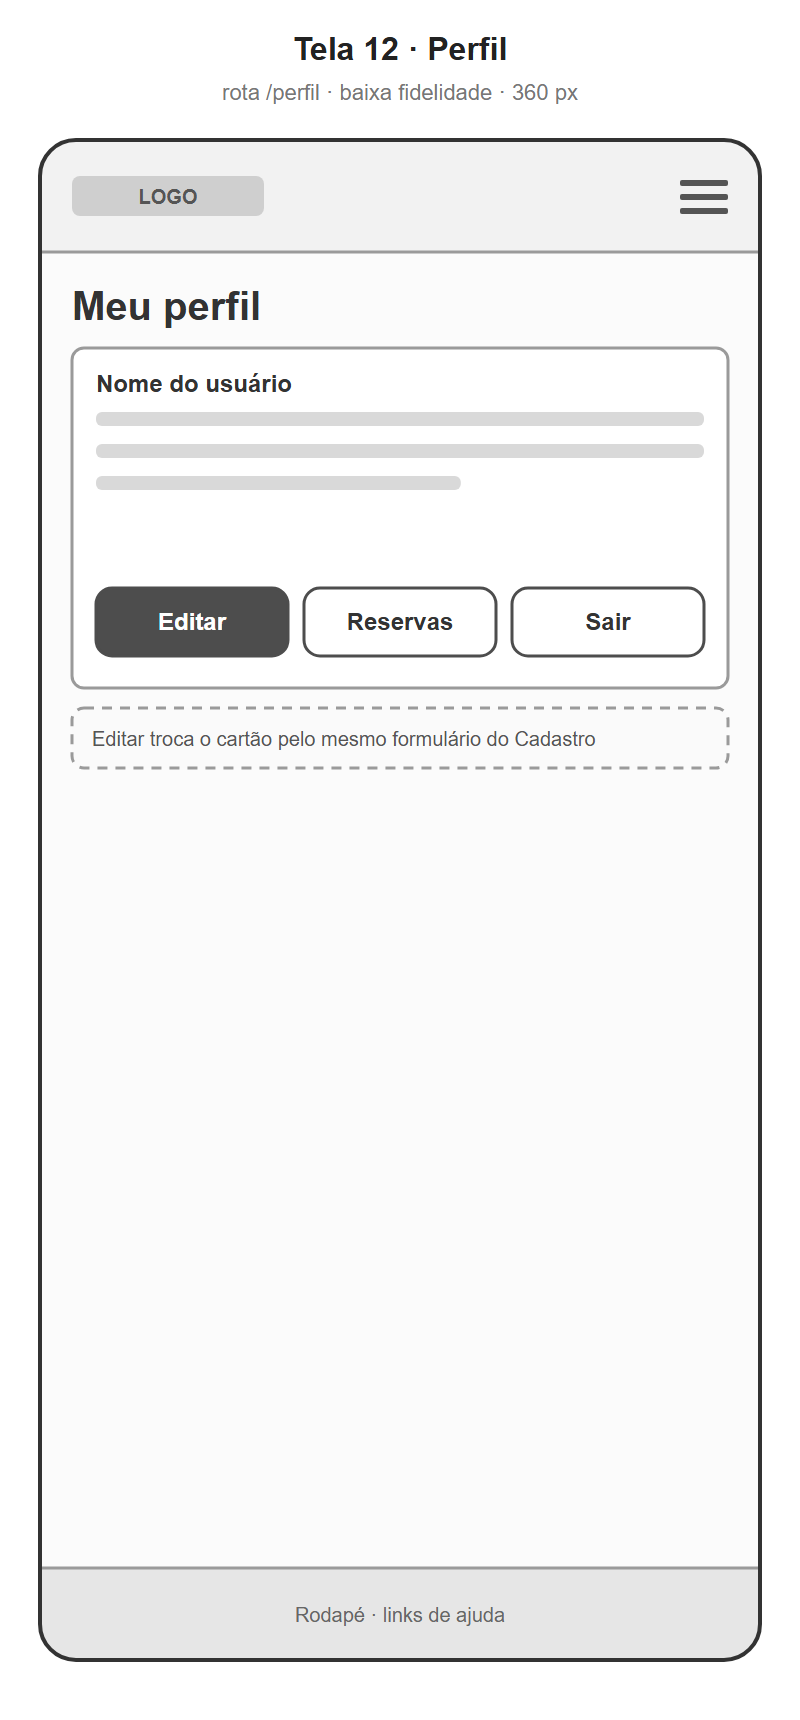 Tela 12 · Perfil
rota /perfil · baixa fidelidade · 360 px
LOGO
Meu perfil
Nome do usuário
Editar
Reservas
Sair
Editar troca o cartão pelo mesmo formulário do Cadastro
Rodapé · links de ajuda